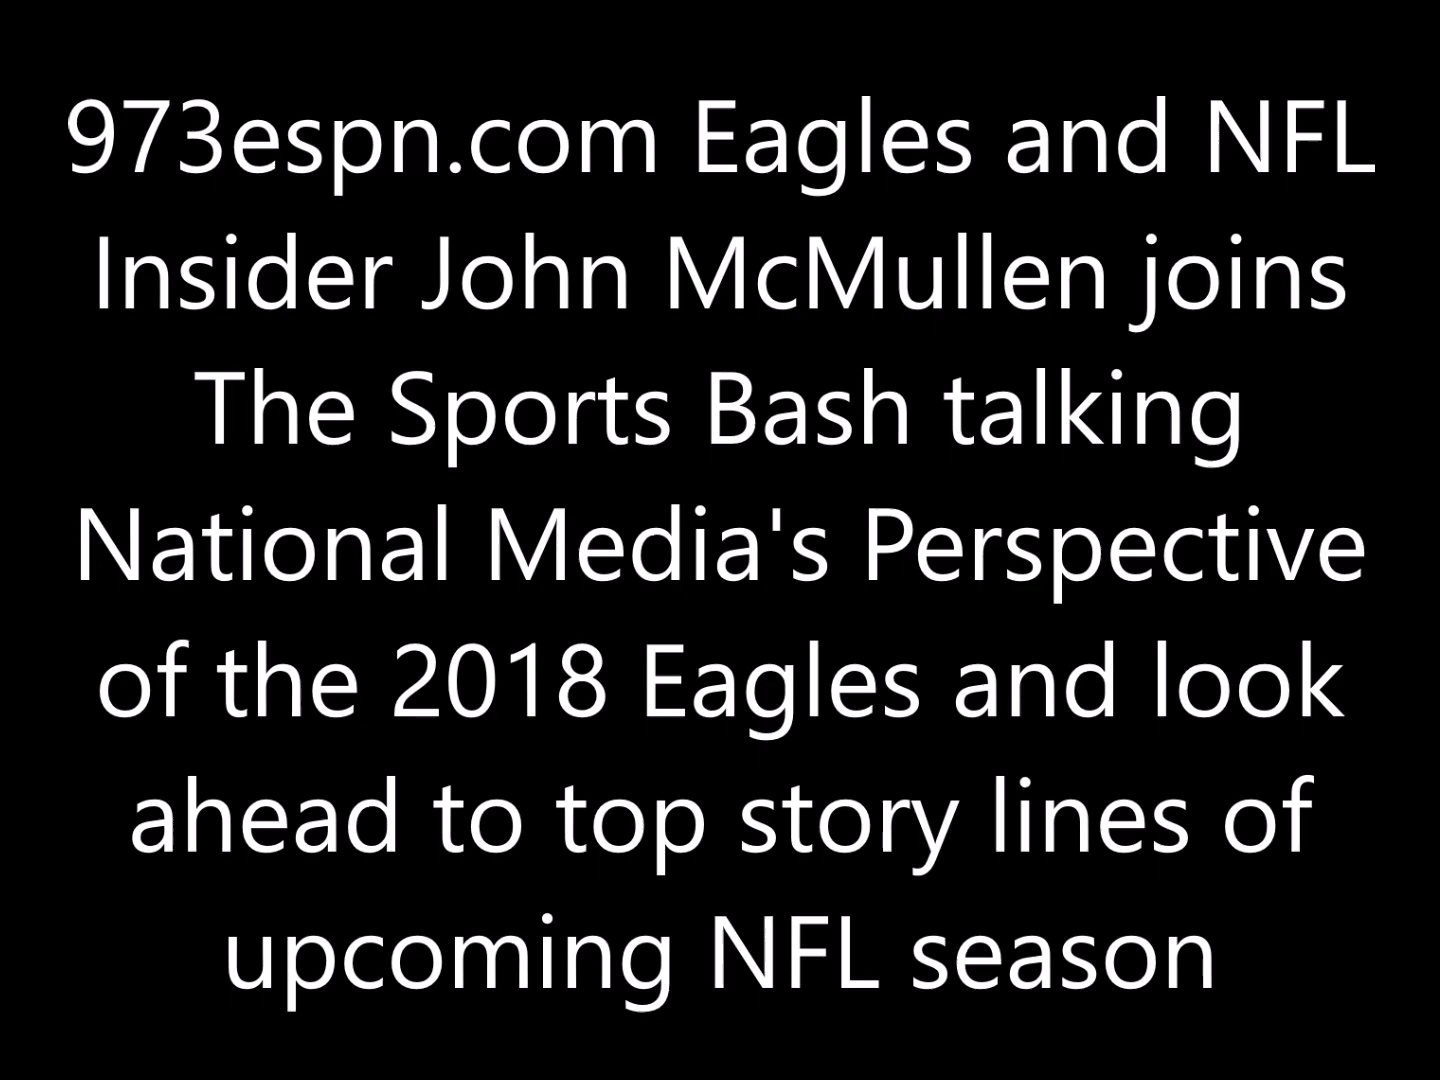 973espn.com Eagles and NFL
Insider John McMullen joins
The Sports Bash talking
National Media's Perspective
of the 2018 Eagles and look
ahead to top story lines of
upcoming NFL season